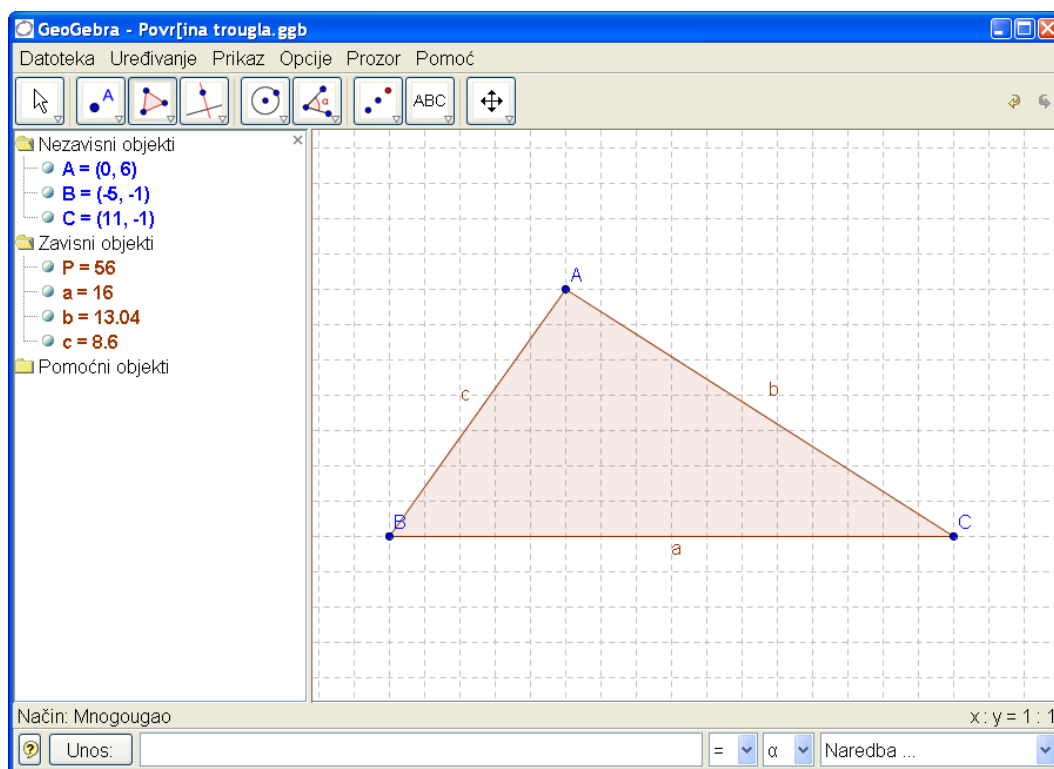 GeoGebra - Povr[ina trougla.ggb
Datoteka Uređivanje Prikaz Opcije Prozor Pomoć
A α ABC
Nezavisni objekti
A = (0, 6)
B = (-5, -1)
C = (11, -1)
Zavisni objekti
P = 56
a = 16
b = 13.04
c = 8.6
Pomoćni objekti
A
c
b
B
C
a
Način: Mnogougao
x : y = 1 : 1
? Unos: = α Naredba ...